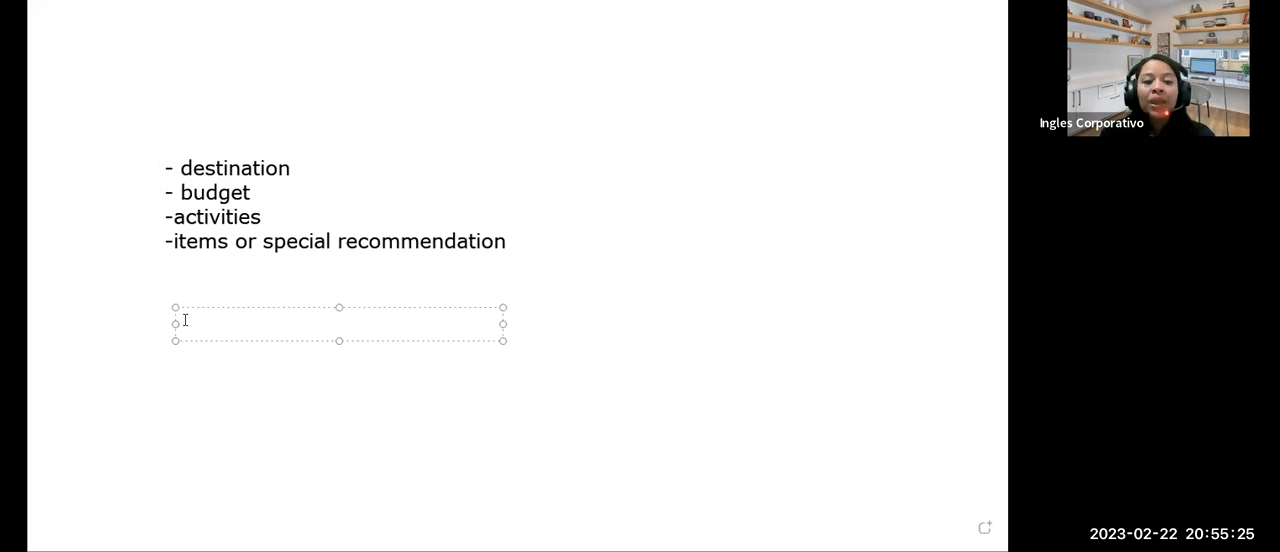 - destination
- budget
-activities
-items or special recommendation
Ingles Corporativo
2023-02-22 20:55:25